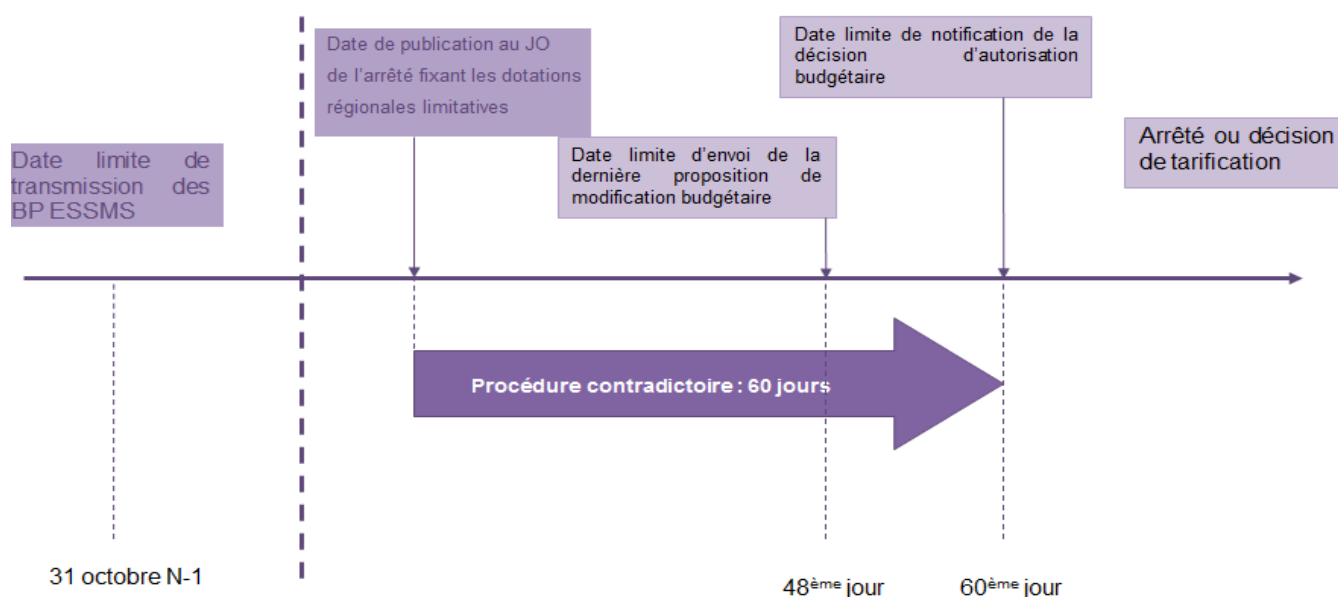 Date de publication au JO
de l'arrêté fixant les dotations
régionales limitatives
Date limite de notification de la
décision d'autorisation
budgétaire
Date limite de
transmission des
BP ESSMS
Date limite d'envoi de la
dernière proposition de
modification budgétaire
Arrêté ou décision
de tarification
Procédure contradictoire : 60 jours
31 octobre N-1
48ème jour
60ème jour